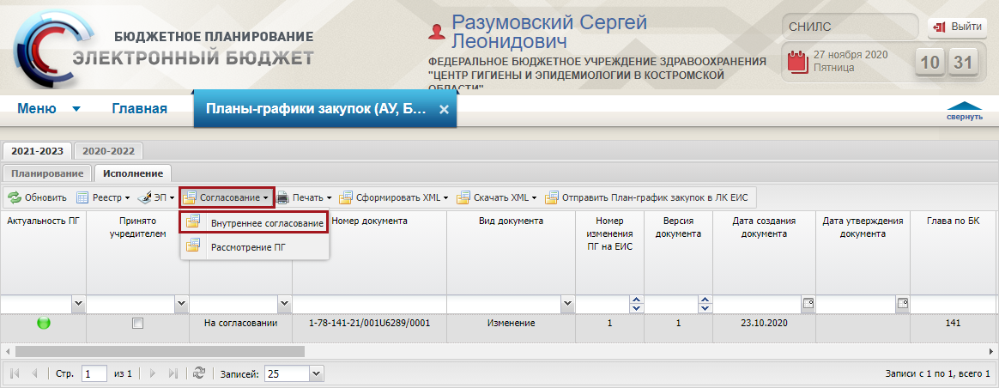 БЮДЖЕТНОЕ ПЛАНИРОВАНИЕ
ЭЛЕКТРОННЫЙ БЮДЖЕТ
Разумовский Сергей
Леонидович
ФЕДЕРАЛЬНОЕ БЮДЖЕТНОЕ УЧРЕЖДЕНИЕ ЗДРАВООХРАНЕНИЯ
"ЦЕНТР ГИГИЕНЫ И ЭПИДЕМИОЛОГИИ В КОСТРОМСКОЙ
ОБЛАСТИ"
СНИЛС
Выйти
27 ноября 2020
Пятница
10 31
Меню
Главная
Планы-графики закупок (АУ, Б...
свернуть
2021-2023
2020-2022
Планирование
Исполнение
Обновить
Реестр
ЭП
Согласование
Печать
Сформировать XML
Скачать XML
Отправить План-график закупок в ЛК ЕИС
Внутреннее согласование
Рассмотрение ПГ
Актуальность ПГ
Принято
учредителем
Номер документа
Вид документа
Номер
изменения
ПГ на ЕИС
Версия
документа
Дата создания
документа
Дата утверждения
документа
Глава по БК
На согласовании
1-78-141-21/001U6289/0001
Изменение
1
1
23.10.2020
141
Стр. 1 из 1
Записей: 25
Записи с 1 по 1, всего 1